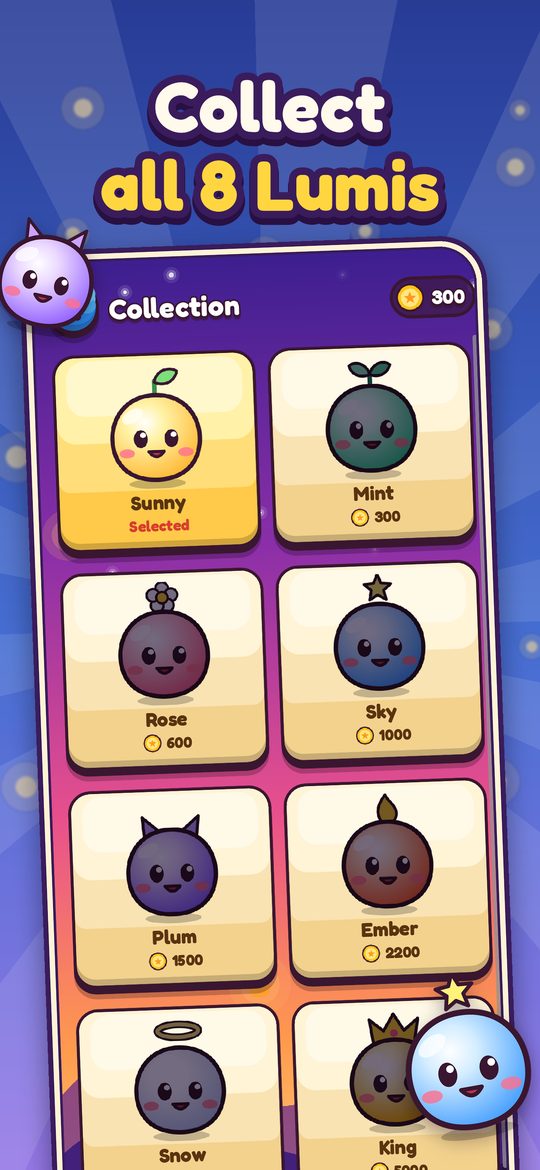 Collect
all 8 Lumis
Collection
300
Sunny
Selected
Mint
300
Rose
600
Sky
1000
Plum
1500
Ember
2200
Snow
King